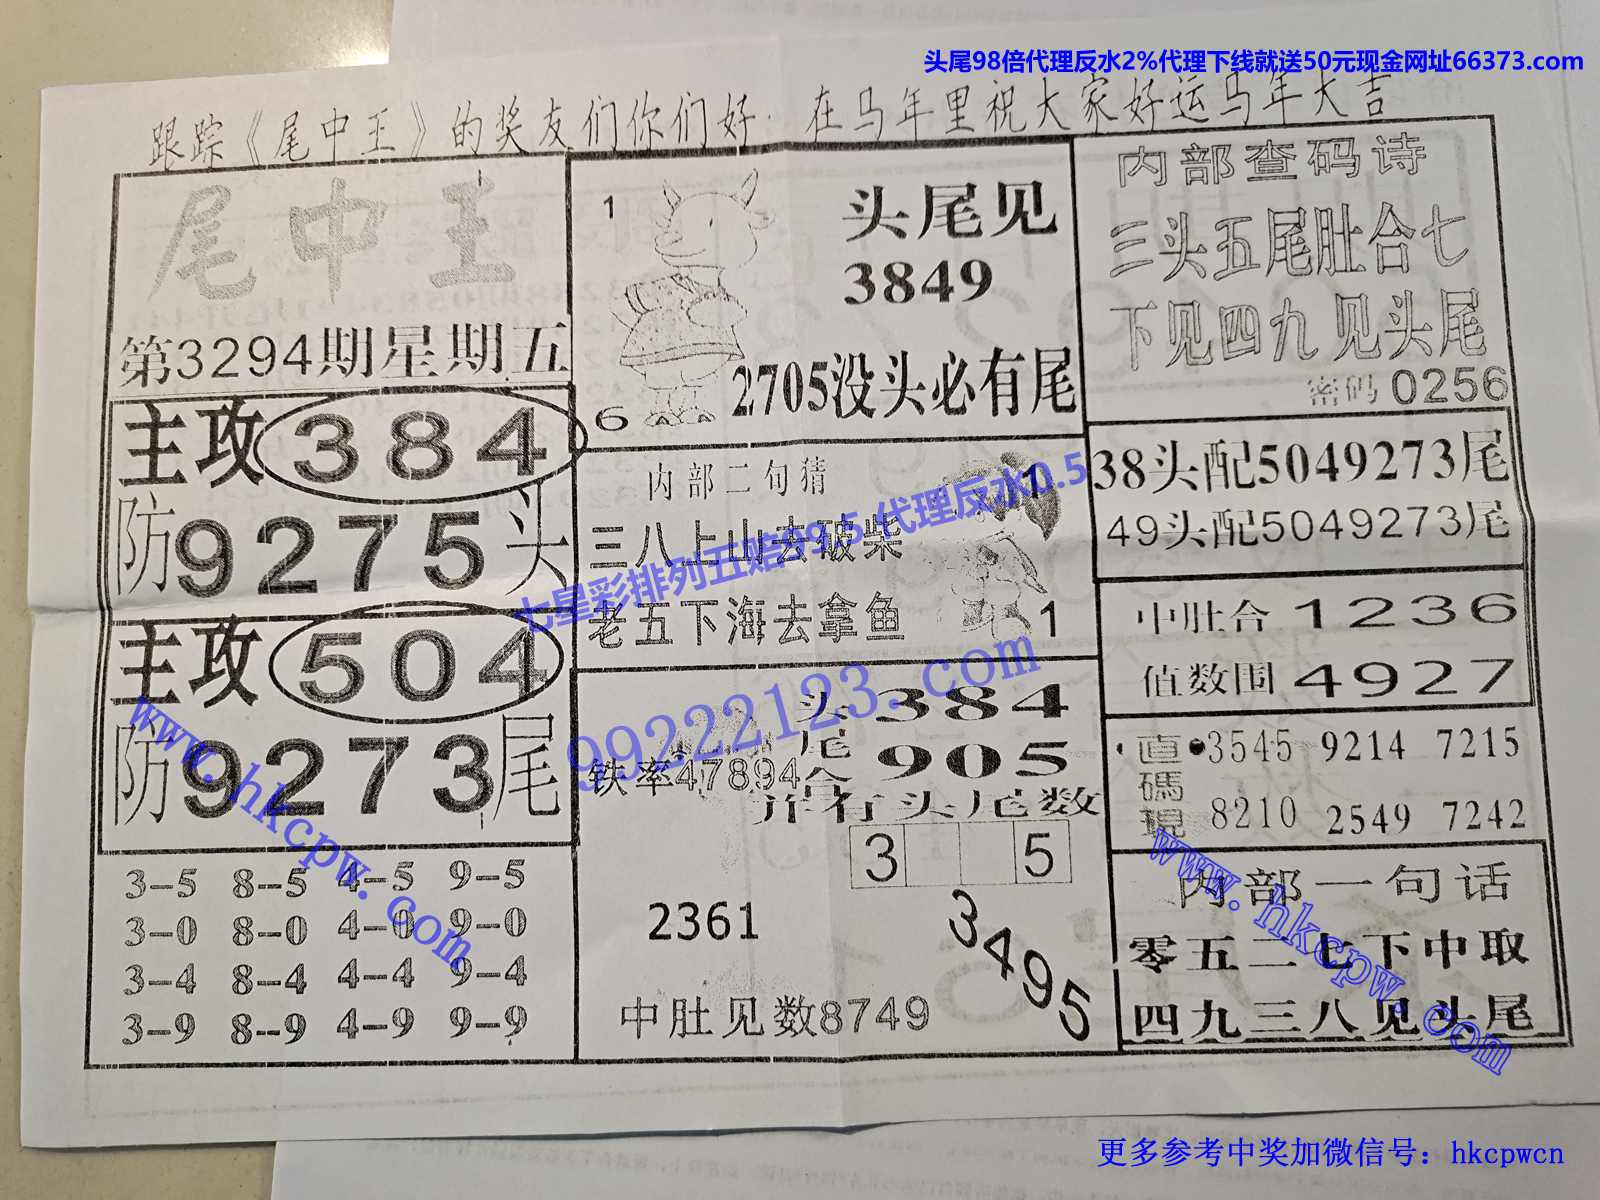 头尾98倍代理反水2%代理下线就送50元现金网址66373.com
跟踪《尾中王》的奖友们你们好·在马年里祝大家好运马年大吉
尾中王
第3294期星期五
主攻384
防9275头
主攻504
防9273尾
3-5 8--5 4-5 9-5
3-0 8-0 4-0 9-0
3-4 8-4 4-4 9-4
3-9 8--9 4-9 9-9
1
头尾见
3849
2705没头必有尾
6
内部二句猜
三八上山去破柴
老五下海去拿鱼
1
1
七星彩排列五赔99.5代理反水0.5
99222123.com
头384
尾905
铁率47894
合
并有头尾数
3 5
2361
3495
中肚见数8749
内部查码诗
三头五尾肚合七
下见四九见头尾
密码0256
38头配5049273尾
49头配5049273尾
中肚合1236
值数围4927
直碼現
3545 9214 7215
8210 2549 7242
内部一句话
零五二七下中取
四九三八见头尾
www.hkcpw.com
www.hkcpw.com
更多参考中奖加微信号：hkcpwcn